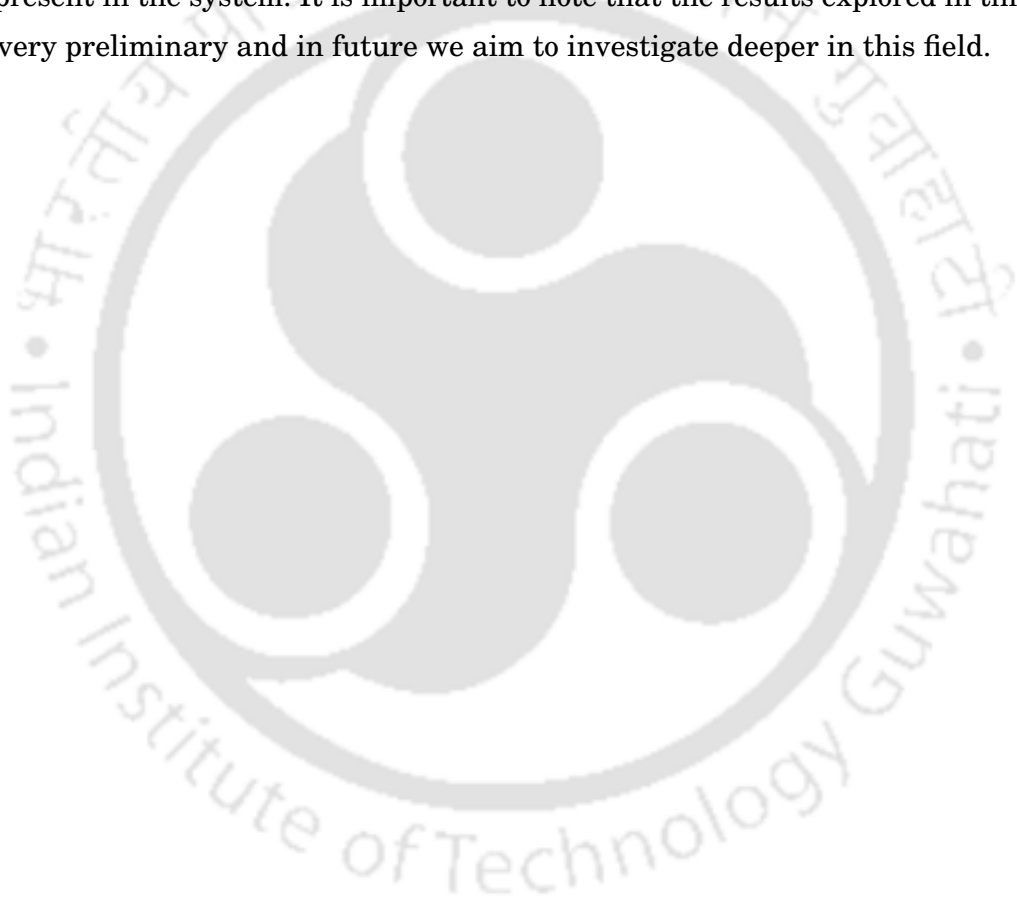 present in the system. It is important to note that the results explored in
very preliminary and in future we aim to investigate deeper in this field.
भारतीय
गुवाहाटी
• Indian Institute of Technology Guwahati •